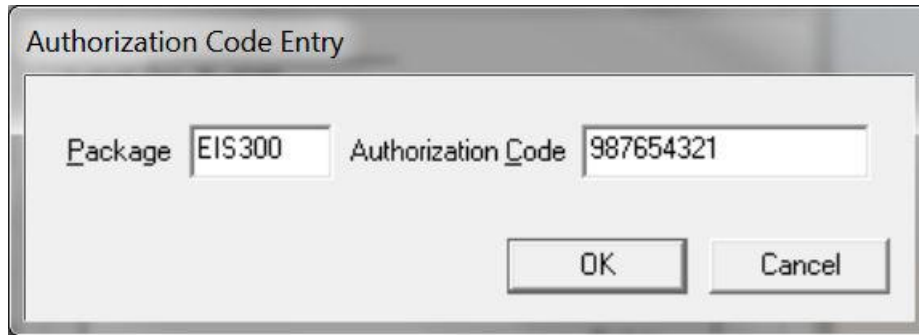 Authorization Code Entry
Package EIS300 Authorization Code 987654321
OK Cancel